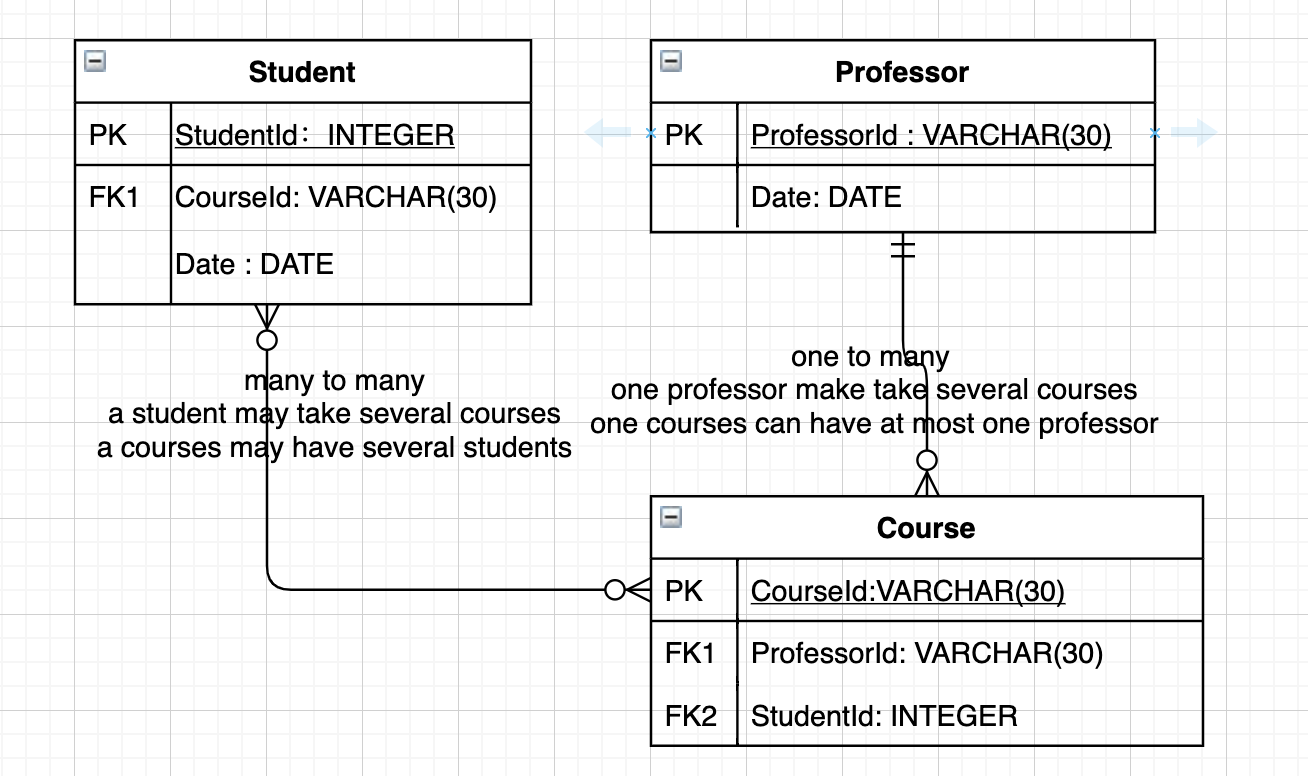 Student
PK StudentId： INTEGER
FK1 CourseId: VARCHAR(30)
Date : DATE
Professor
PK ProfessorId : VARCHAR(30)
Date: DATE
many to many
a student may take several courses
a courses may have several students
one to many
one professor make take several courses
one courses can have at most one professor
Course
PK CourseId:VARCHAR(30)
FK1 ProfessorId: VARCHAR(30)
FK2 StudentId: INTEGER